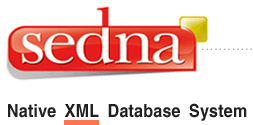 sedna
Native XML Database System